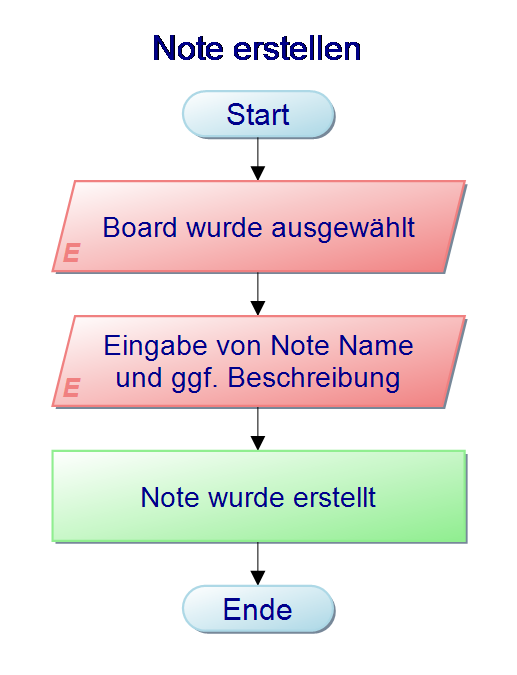 Note erstellen
Start
Board wurde ausgewählt
E
Eingabe von Note Name
und ggf. Beschreibung
E
Note wurde erstellt
Ende